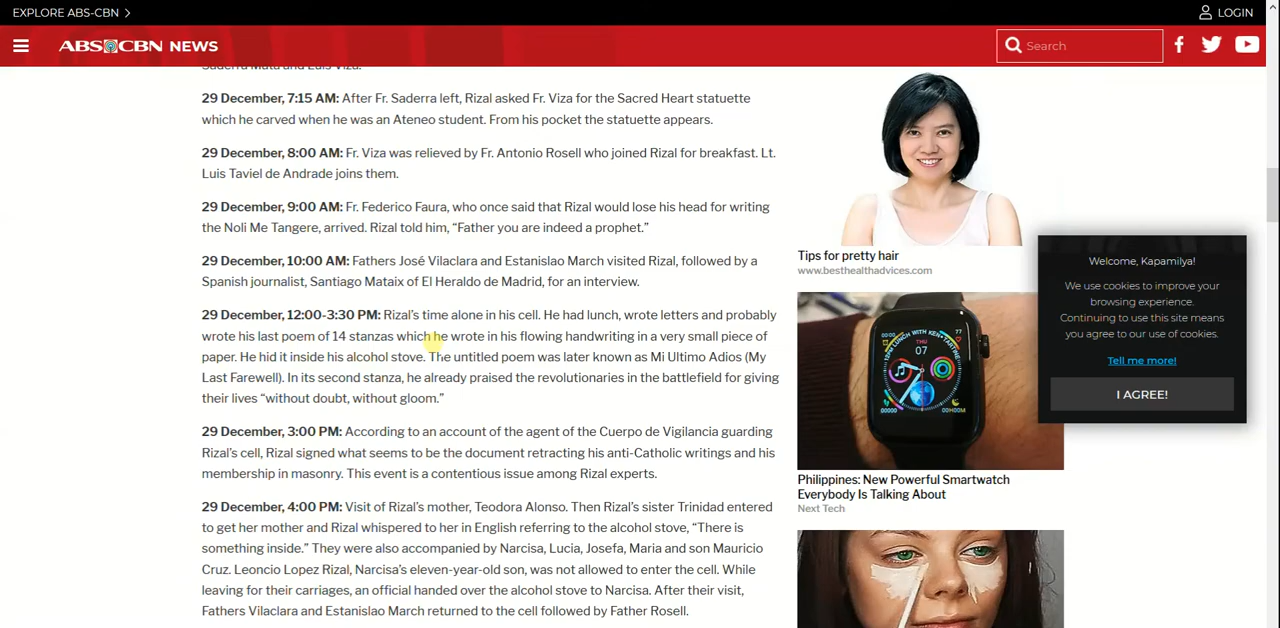 EXPLORE ABS-CBN >
LOGIN
ABS-CBN NEWS
Search
Saderra Mata and Luis Viza.
29 December, 7:15 AM: After Fr. Saderra left, Rizal asked Fr. Viza for the Sacred Heart statuette
which he carved when he was an Ateneo student. From his pocket the statuette appears.
29 December, 8:00 AM: Fr. Viza was relieved by Fr. Antonio Rosell who joined Rizal for breakfast. Lt.
Luis Taviel de Andrade joins them.
29 December, 9:00 AM: Fr. Federico Faura, who once said that Rizal would lose his head for writing
the Noli Me Tangere, arrived. Rizal told him, “Father you are indeed a prophet.”
29 December, 10:00 AM: Fathers José Vilaclara and Estanislao March visited Rizal, followed by a
Spanish journalist, Santiago Mataix of El Heraldo de Madrid, for an interview.
29 December, 12:00-3:30 PM: Rizal’s time alone in his cell. He had lunch, wrote letters and probably
wrote his last poem of 14 stanzas which he wrote in his flowing handwriting in a very small piece of
paper. He hid it inside his alcohol stove. The untitled poem was later known as Mi Ultimo Adios (My
Last Farewell). In its second stanza, he already praised the revolutionaries in the battlefield for giving
their lives “without doubt, without gloom.”
29 December, 3:00 PM: According to an account of the agent of the Cuerpo de Vigilancia guarding
Rizal’s cell, Rizal signed what seems to be the document retracting his anti-Catholic writings and his
membership in masonry. This event is a contentious issue among Rizal experts.
29 December, 4:00 PM: Visit of Rizal’s mother, Teodora Alonso. Then Rizal’s sister Trinidad entered
to get her mother and Rizal whispered to her in English referring to the alcohol stove, “There is
something inside.” They were also accompanied by Narcisa, Lucia, Josefa, Maria and son Mauricio
Cruz. Leoncio Lopez Rizal, Narcisa’s eleven-year-old son, was not allowed to enter the cell. While
leaving for their carriages, an official handed over the alcohol stove to Narcisa. After their visit,
Fathers Vilaclara and Estanislao March returned to the cell followed by Father Rosell.
Tips for pretty hair
www.besthealthadvices.com
THU
07
Philippines: New Powerful Smartwatch
Everybody Is Talking About
Next Tech
Welcome, Kapamilya!
We use cookies to improve your
browsing experience.
Continuing to use this site means
you agree to our use of cookies.
Tell me more!
I AGREE!